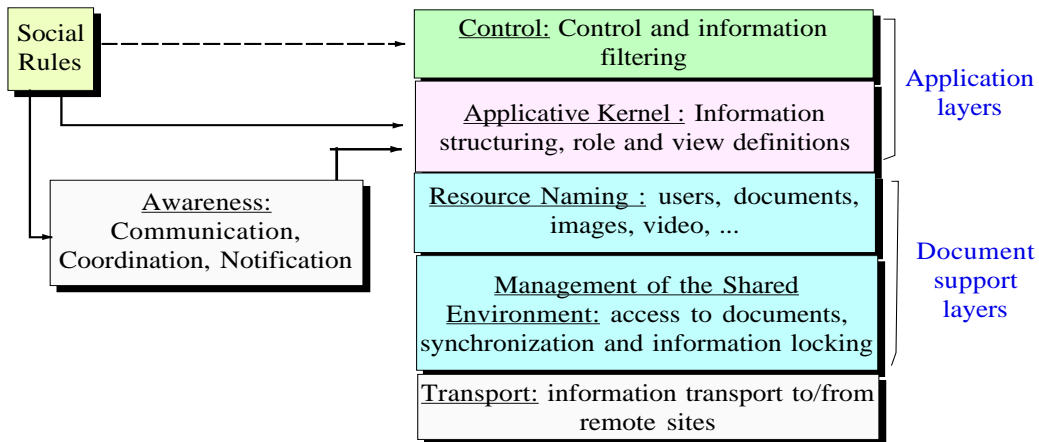 Social
Rules
Control: Control and information
filtering
Applicative Kernel : Information
structuring, role and view definitions
Application
layers
Awareness:
Communication,
Coordination, Notification
Resource Naming : users, documents,
images, video, ...
Management of the Shared
Environment: access to documents,
synchronization and information locking
Document
support
layers
Transport: information transport to/from
remote sites